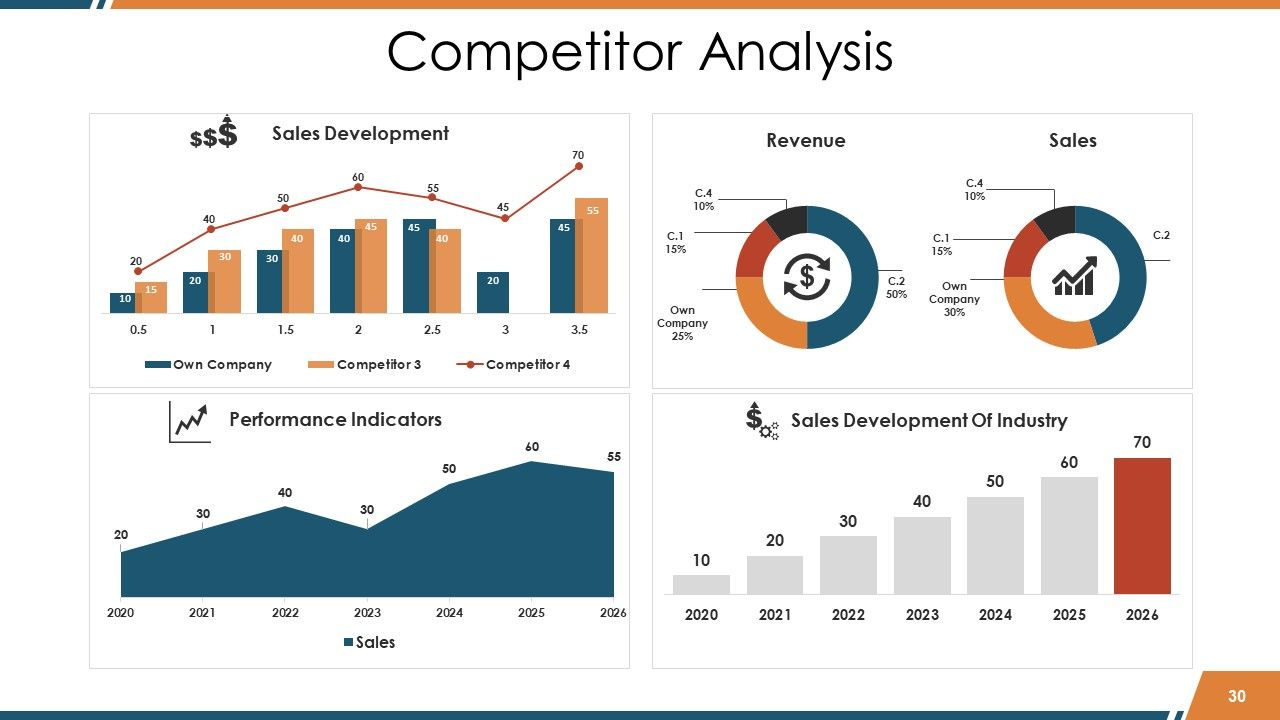 Competitor Analysis
$$$ Sales Development
70
60
55
50
45
40
20
10 15
20 30
30 40
40 45
45 40
20
45 55
0.5 1 1.5 2 2.5 3 3.5
Own Company Competitor 3 Competitor 4
Revenue
C.4
10%
C.1
15%
Own
Company
25%
C.2
50%
$
Sales
C.4
10%
C.1
15%
Own
Company
30%
C.2
Performance Indicators
20 30 40 30 50 60 55
2020 2021 2022 2023 2024 2025 2026
Sales
$ Sales Development Of Industry
10 20 30 40 50 60 70
2020 2021 2022 2023 2024 2025 2026
30